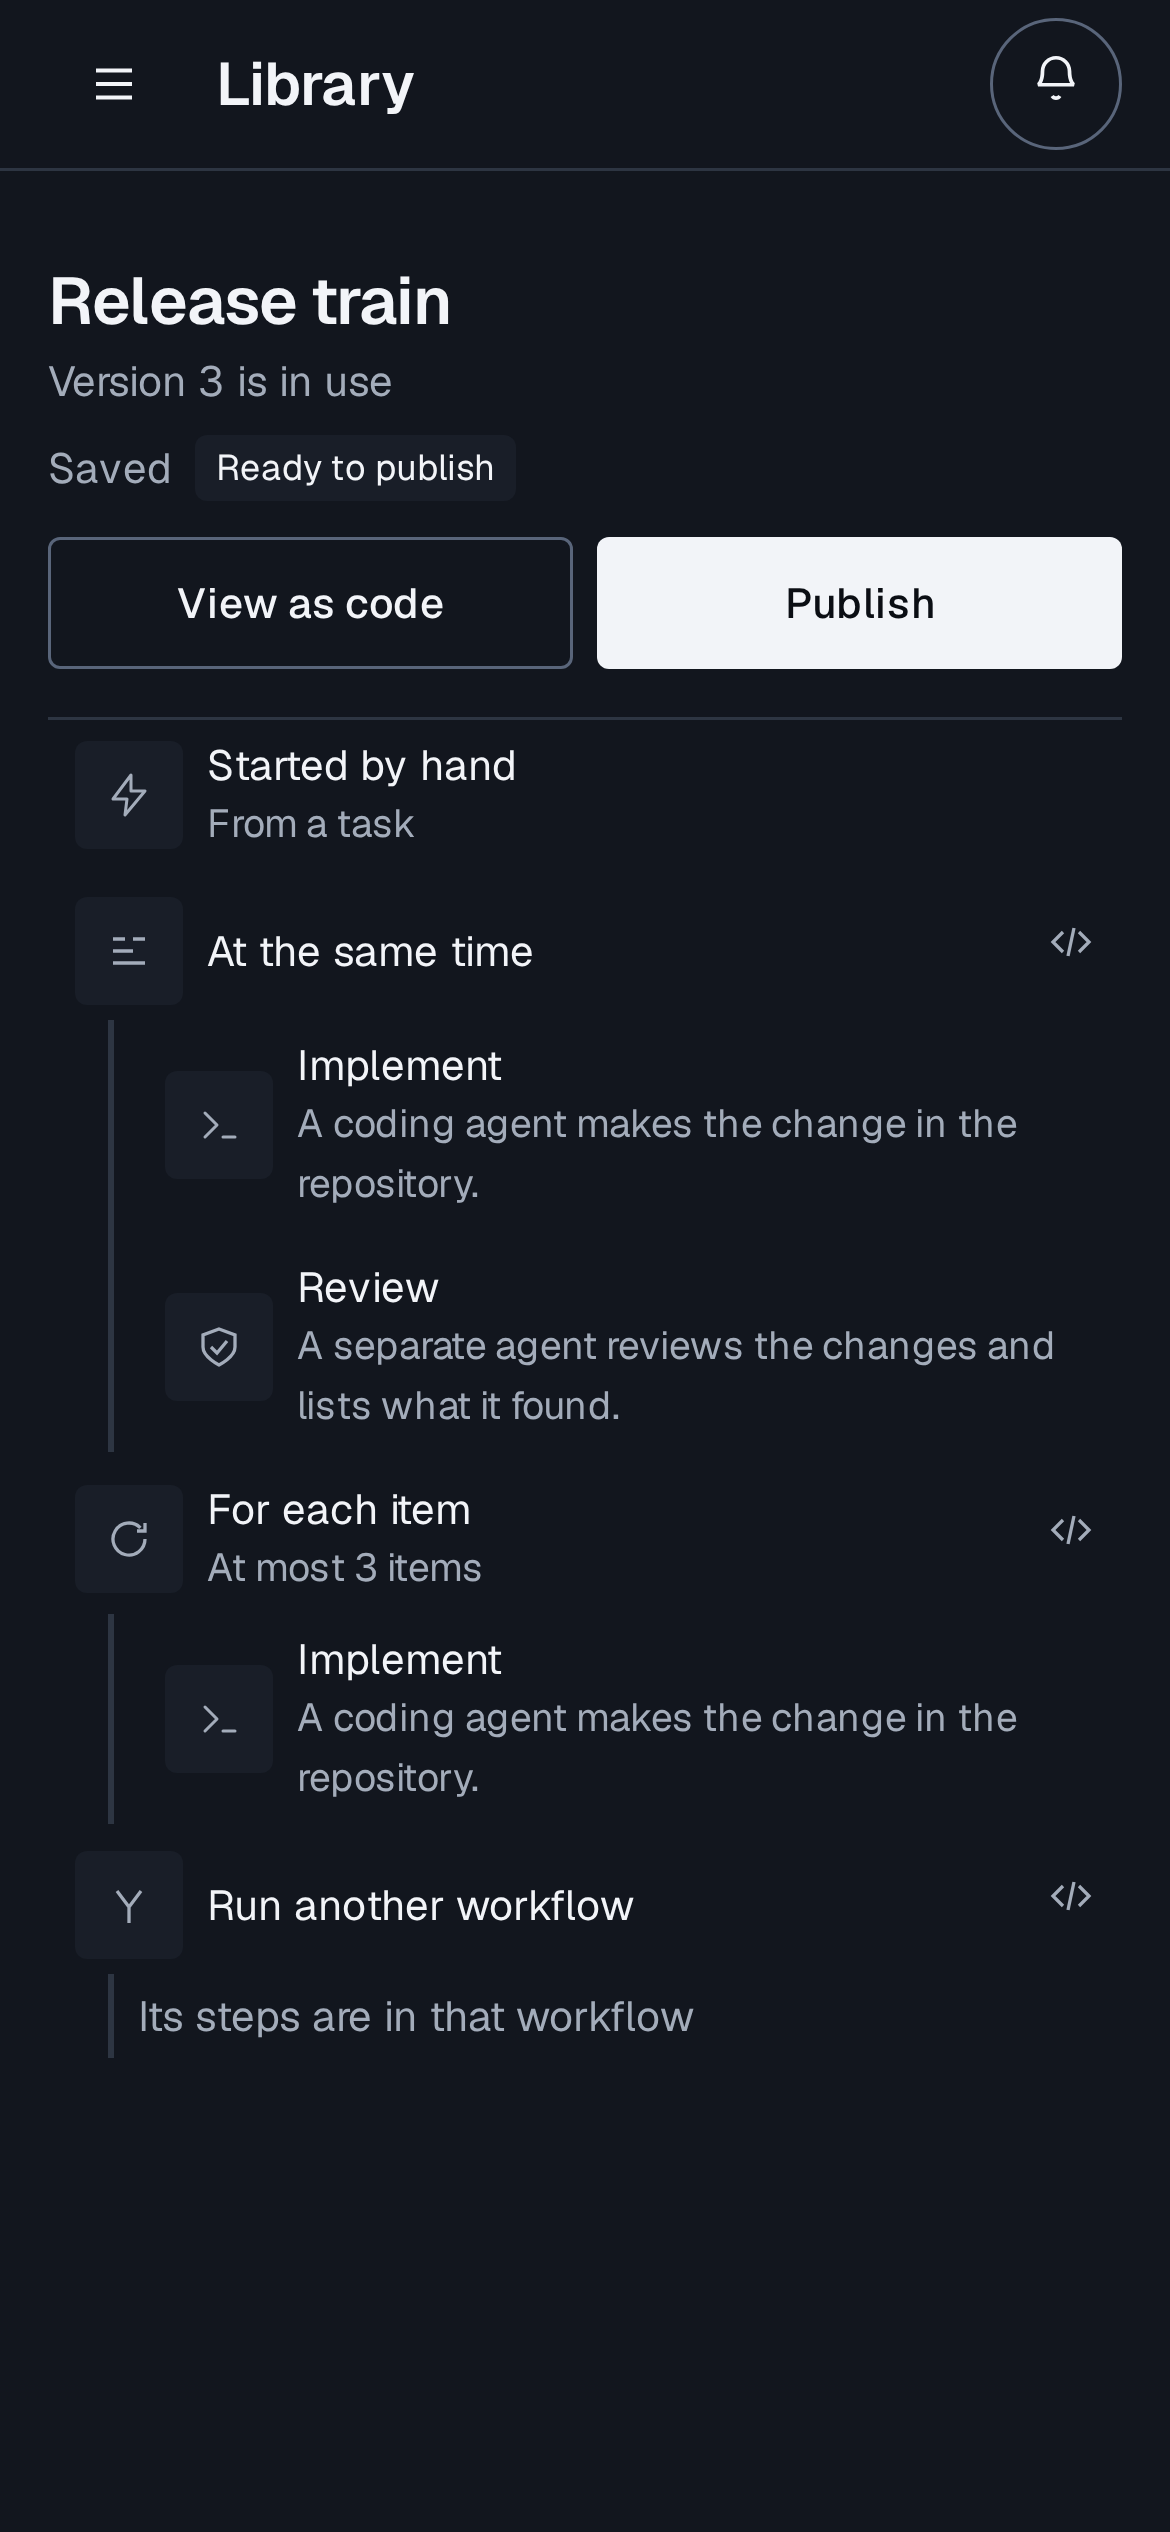 Library
Release train
Version 3 is in use
Saved
Ready to publish
View as code
Publish
Started by hand
From a task
At the same time
Implement
A coding agent makes the change in the
repository.
Review
A separate agent reviews the changes and
lists what it found.
For each item
At most 3 items
Implement
A coding agent makes the change in the
repository.
Run another workflow
Its steps are in that workflow